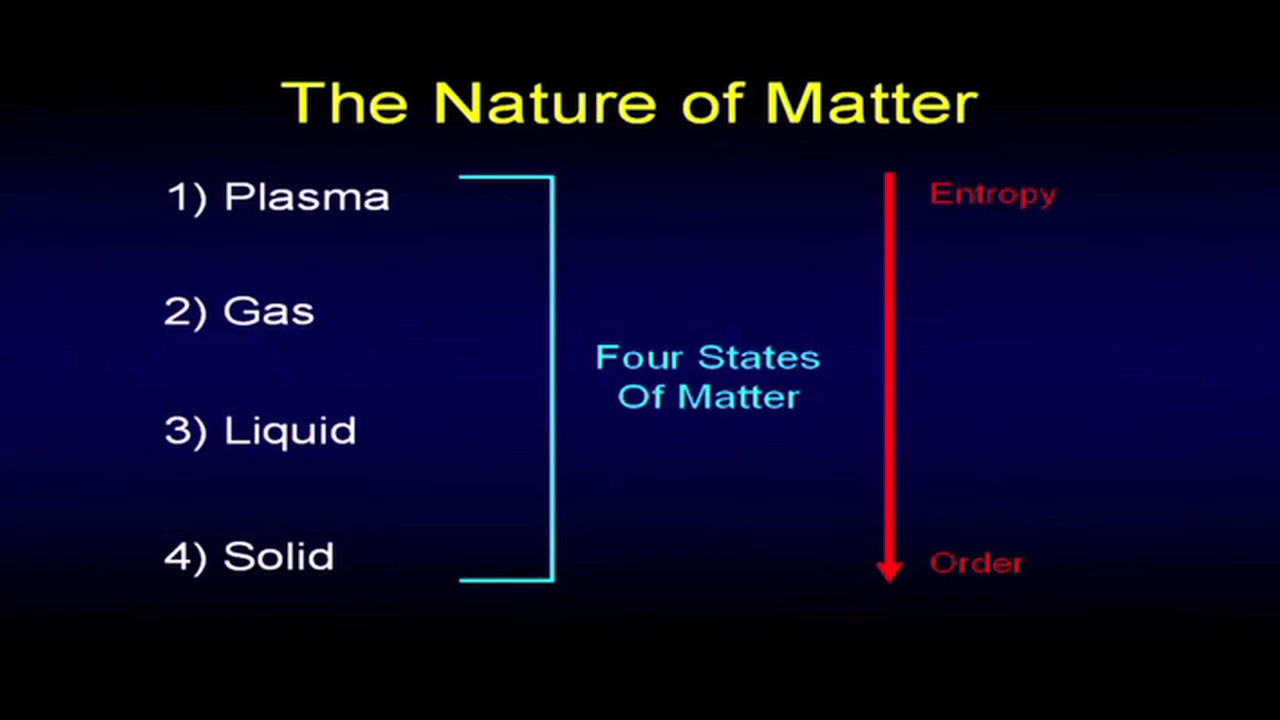 The Nature of Matter
1) Plasma
2) Gas
3) Liquid
4) Solid
Four States
Of Matter
Entropy
Order